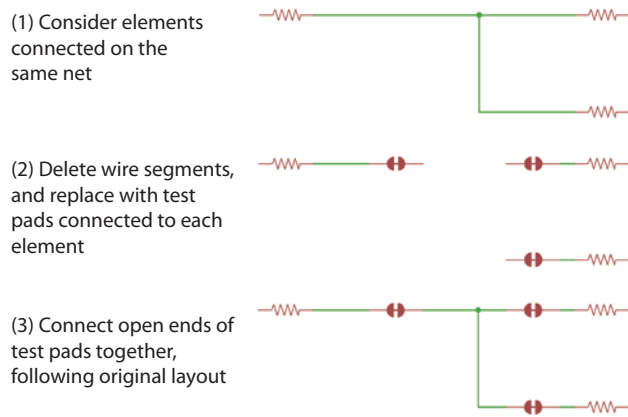 (1) Consider elements
connected on the
same net
(2) Delete wire segments,
and replace with test
pads connected to each
element
(3) Connect open ends of
test pads together,
following original layout